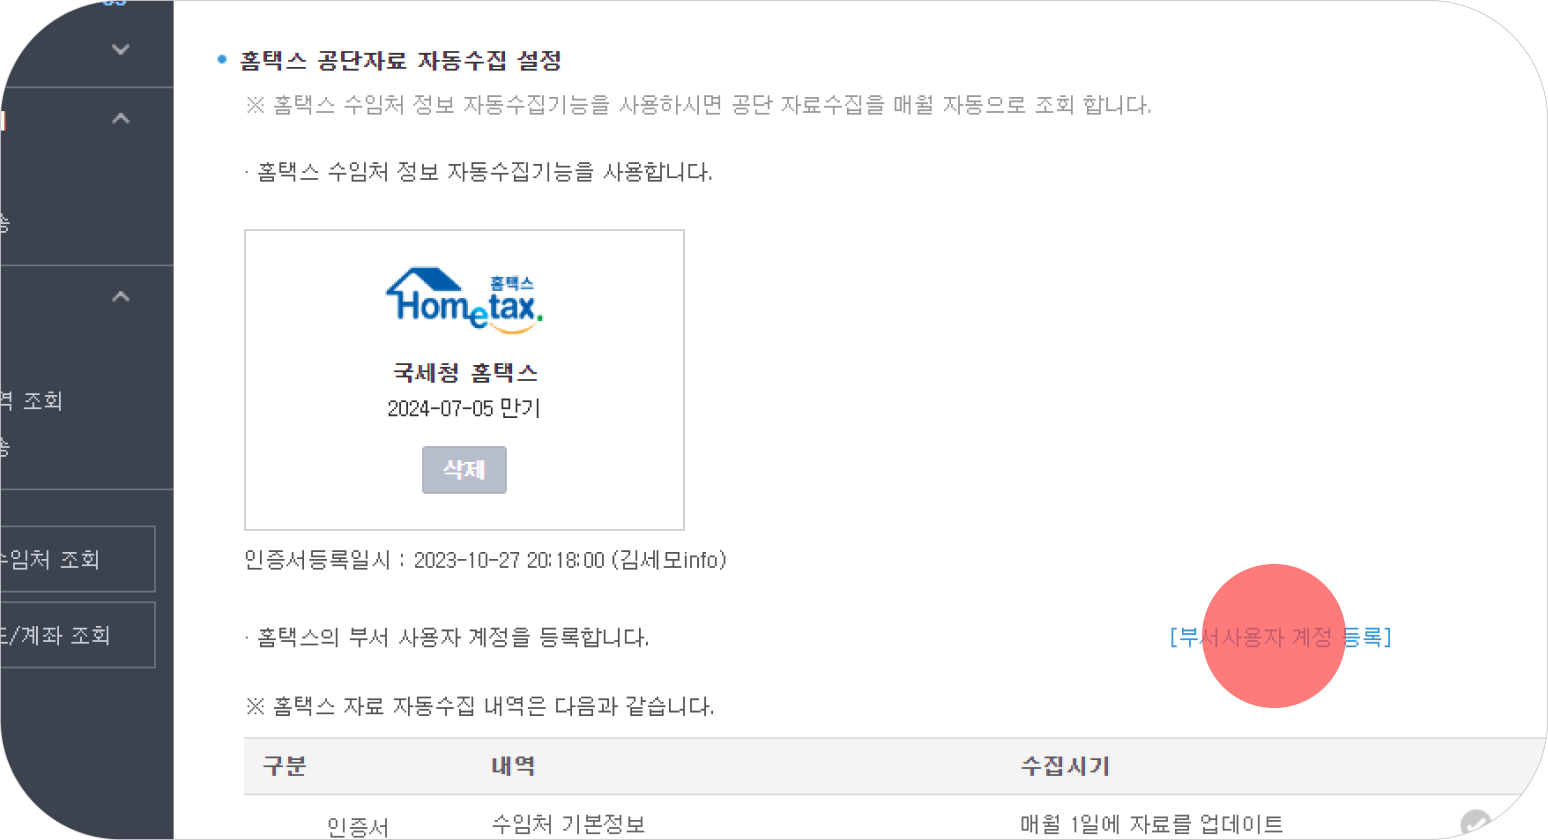 홈택스 공단자료 자동수집 설정
※ 홈택스 수임처 정보 자동수집기능을 사용하시면 공단 자료수집을 매월 자동으로 조회 합니다.
· 홈택스 수임처 정보 자동수집기능을 사용합니다.
홈택스
Hometax.
국세청 홈택스
2024-07-05 만기
삭제
인증서등록일시 : 2023-10-27 20:18:00 (김세모info)
역 조회
수임처 조회
/계좌 조회
· 홈택스의 부서 사용자 계정을 등록합니다.
[부서사용자 계정 등록]
※ 홈택스 자료 자동수집 내역은 다음과 같습니다.
구분 내역 수집시기
인증서 수임처 기본정보 매월 1일에 자료를 업데이트